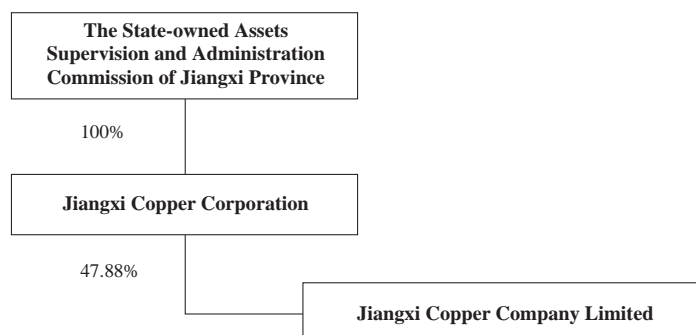 The State-owned Assets
Supervision and Administration
Commission of Jiangxi Province
100%
Jiangxi Copper Corporation
47.88%
Jiangxi Copper Company Limited